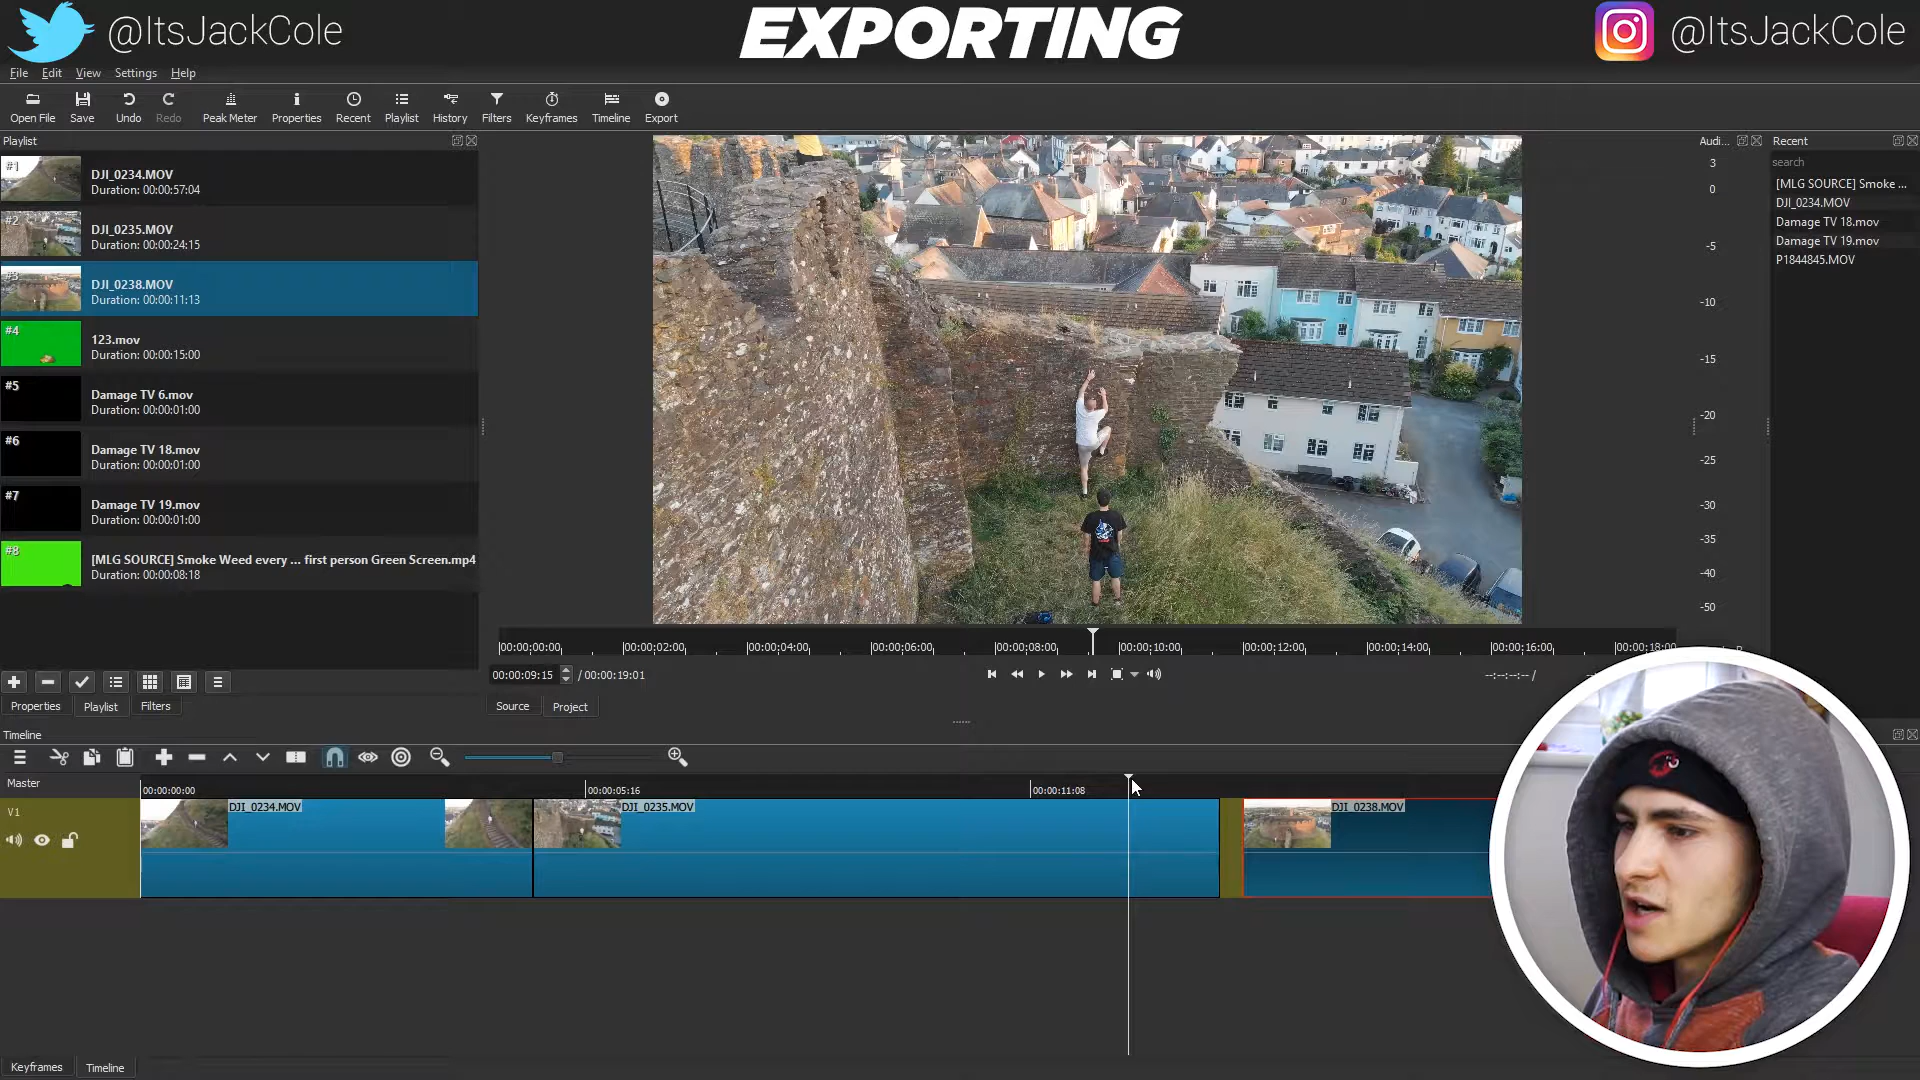 @ItsJackCole
EXPORTING
@ItsJackCole
File Edit View Settings Help
Open File Save Undo Redo Peak Meter Properties Recent Playlist History Filters Keyframes Timeline Export
Playlist
#1
DJI_0234.MOV
Duration: 00:00:57:04
#2
DJI_0235.MOV
Duration: 00:00:24:15
#3
DJI_0238.MOV
Duration: 00:00:11:13
#4
123.mov
Duration: 00:00:15:00
#5
Damage TV 6.mov
Duration: 00:00:01:00
#6
Damage TV 18.mov
Duration: 00:00:01:00
#7
Damage TV 19.mov
Duration: 00:00:01:00
#8
[MLG SOURCE] Smoke Weed every ... first person Green Screen.mp4
Duration: 00:00:08:18
Properties Playlist Filters
00:00:00:00 00:00:02:00 00:00:04:00 00:00:06:00 00:00:08:00 00:00:10:00 00:00:12:00 00:00:14:00 00:00:16:00 00:00:18:00
00:00:09:15 / 00:00:19:01
--:--:--:-- /
Source Project
Audi...
3
0
-5
-10
-15
-20
-25
-30
-35
-40
-50
Recent
search
[MLG SOURCE] Smoke ...
DJI_0234.MOV
Damage TV 18.mov
Damage TV 19.mov
P1844845.MOV
Timeline
Master
00:00:00:00 00:00:05:16 00:00:11:08
V1
DJI_0234.MOV DJI_0235.MOV DJI_0238.MOV
Keyframes Timeline